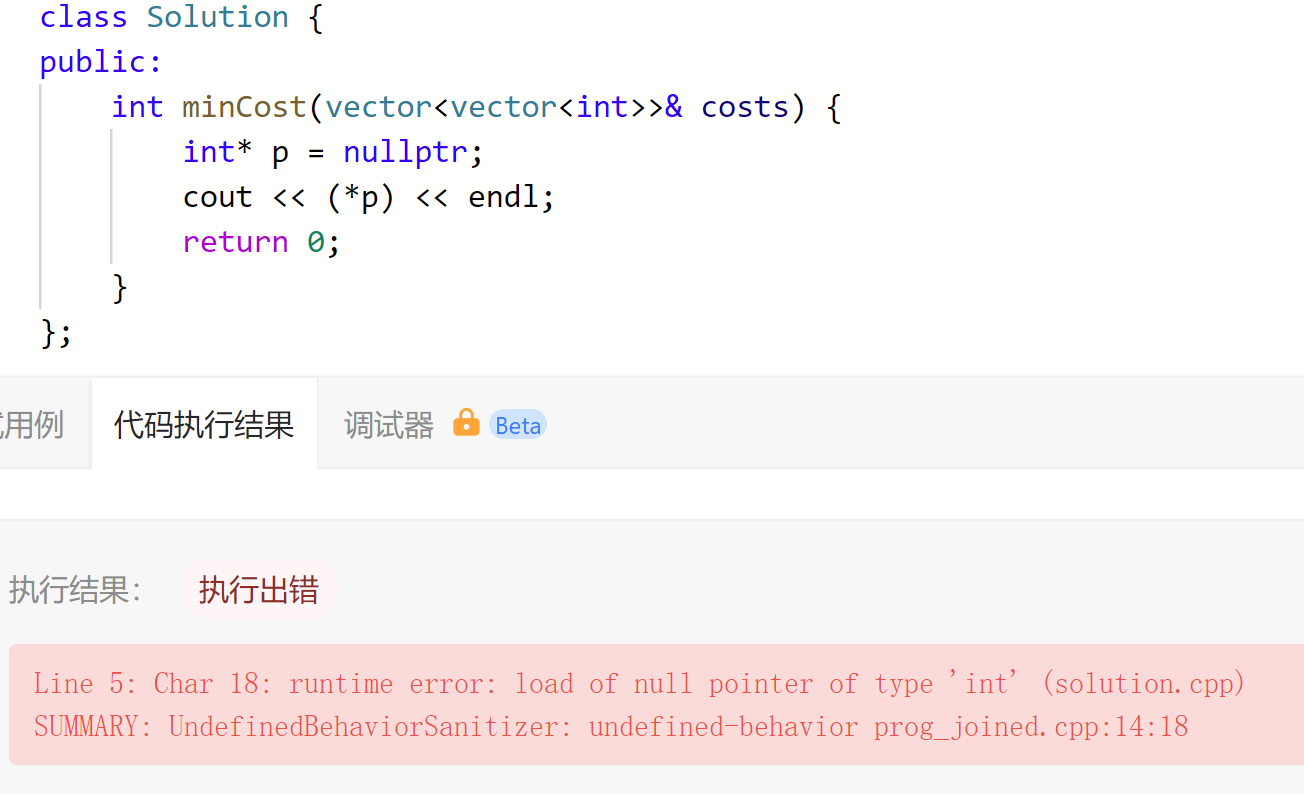 class Solution {
public:
    int minCost(vector<vector<int>>& costs) {
        int* p = nullptr;
        cout << (*p) << endl;
        return 0;
    }
};
用例 代码执行结果 调试器 Beta
执行结果： 执行出错
Line 5: Char 18: runtime error: load of null pointer of type 'int' (solution.cpp)
SUMMARY: UndefinedBehaviorSanitizer: undefined-behavior prog_joined.cpp:14:18